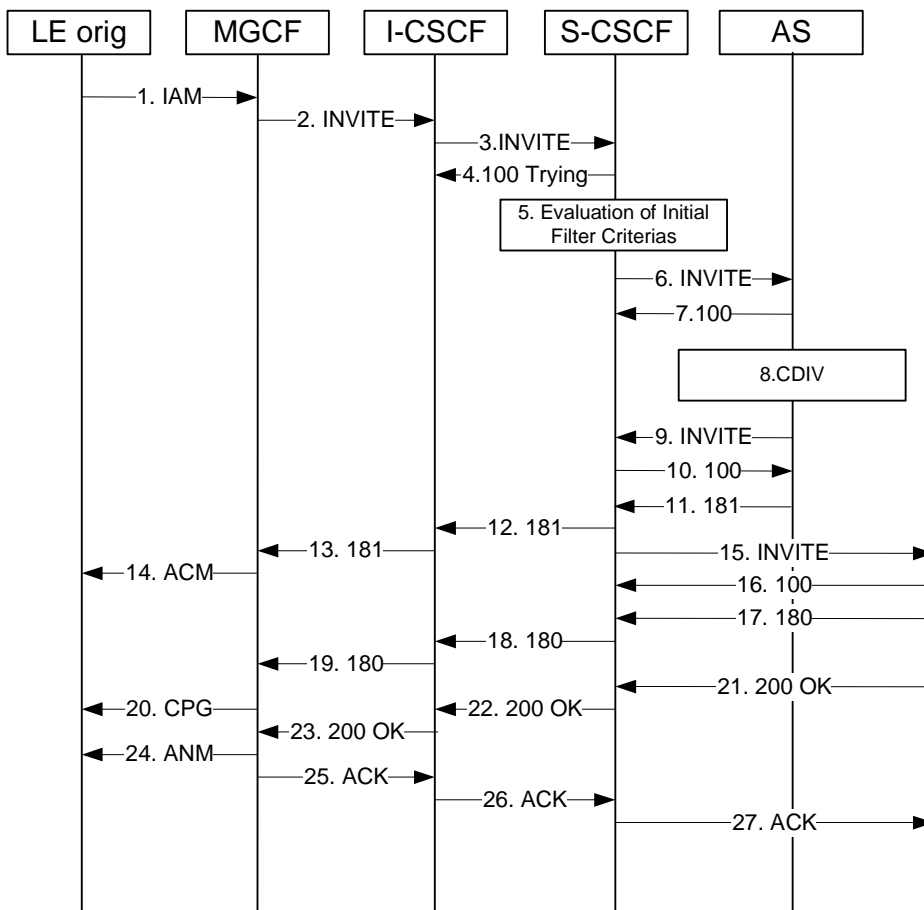 LE orig
MGCF
I-CSCF
S-CSCF
AS
1. IAM
2. INVITE
3.INVITE
4.100 Trying
5. Evaluation of Initial
Filter Criterias
6. INVITE
7.100
8.CDIV
9. INVITE
10. 100
11. 181
12. 181
13. 181
15. INVITE
14. ACM
16. 100
17. 180
18. 180
19. 180
21. 200 OK
20. CPG
22. 200 OK
23. 200 OK
24. ANM
25. ACK
26. ACK
27. ACK